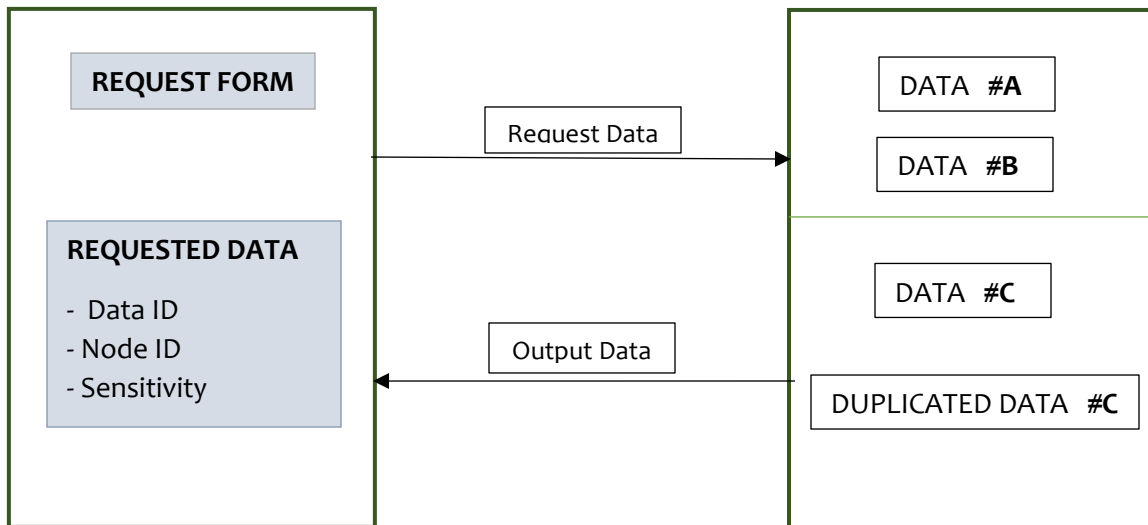 REQUEST FORM
REQUESTED DATA
- Data ID
- Node ID
- Sensitivity
Request Data
Output Data
DATA #A
DATA #B
DATA #C
DUPLICATED DATA #C